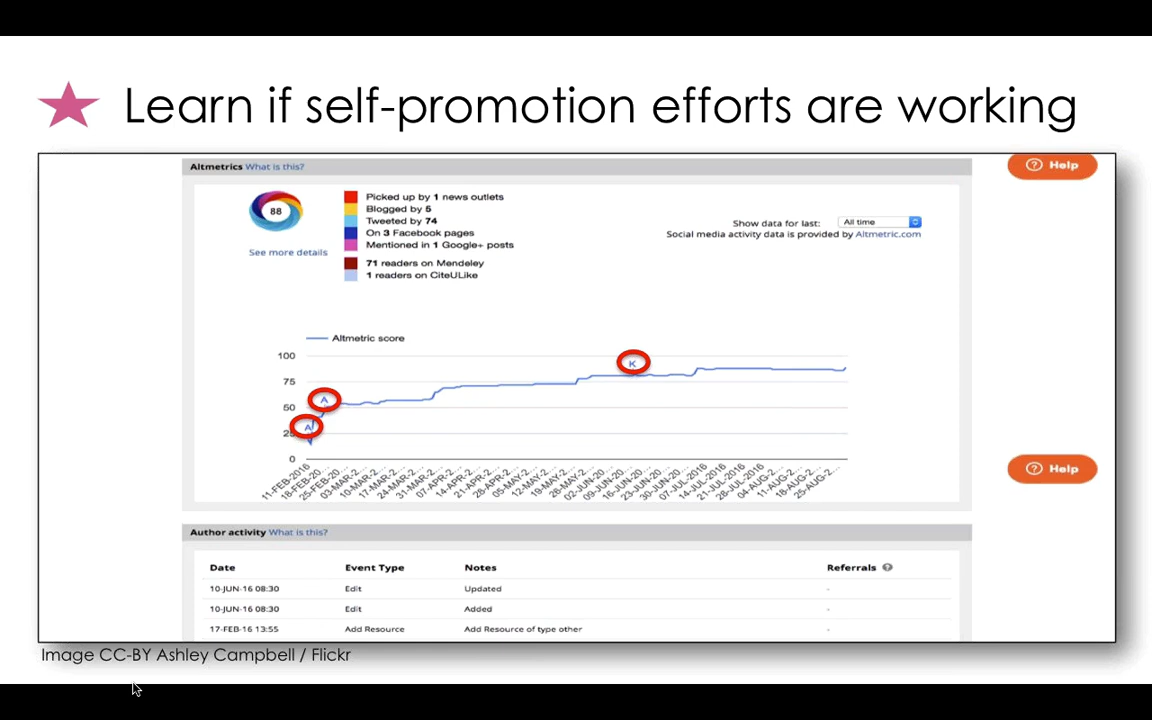 Learn if self-promotion efforts are working
Altmetrics What is this?
Help
88
See more details
Picked up by 1 news outlets
Blogged by 5
Tweeted by 74
On 3 Facebook pages
Mentioned in 1 Google+ posts
71 readers on Mendeley
1 readers on CiteULike
Show data for last: All time
Social media activity data is provided by Altmetric.com
Altmetric score
100
75
50
25
0
A
A
K
11-FEB-2016
18-FEB-20...
25-FEB-20...
03-MAR-2...
10-MAR-2...
17-MAR-2...
24-MAR-2...
31-MAR-2...
07-APR-2...
14-APR-2...
21-APR-2...
28-APR-2...
05-MAY-2...
12-MAY-2...
19-MAY-2...
26-MAY-2...
02-JUN-20...
09-JUN-20...
16-JUN-20...
23-JUN-20...
30-JUN-20...
07-JUL-2016
14-JUL-2016
21-JUL-2016
28-JUL-2016
04-AUG-2...
11-AUG-2...
18-AUG-2...
25-AUG-2...
Help
Author activity What is this?
Date Event Type Notes Referrals ?
10-JUN-16 08:30 Edit Updated -
10-JUN-16 08:30 Edit Added -
17-FEB-16 13:55 Add Resource Add Resource of type other -
Image CC-BY Ashley Campbell / Flickr